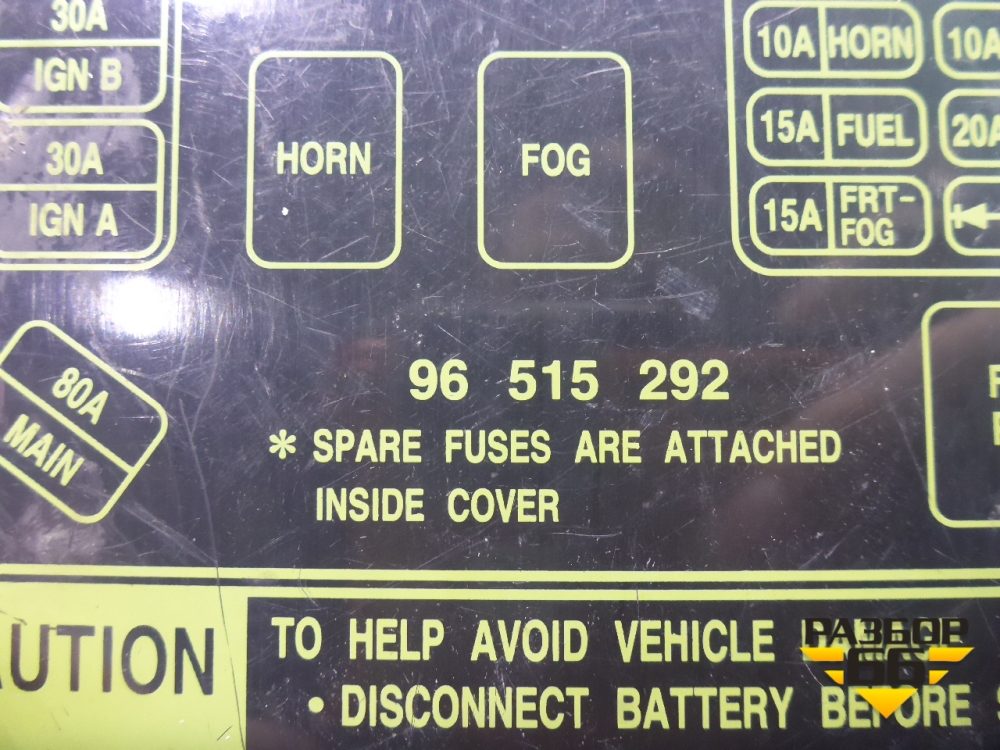 30A
IGN B
30A
IGN A
HORN
FOG
10A HORN
10A
15A FUEL
20A
15A FRT-
FOG
80A
MAIN
96 515 292
* SPARE FUSES ARE ATTACHED
INSIDE COVER
AUTION
TO HELP AVOID VEHICLE
• DISCONNECT BATTERY BEFORE
РАЗБОР
66